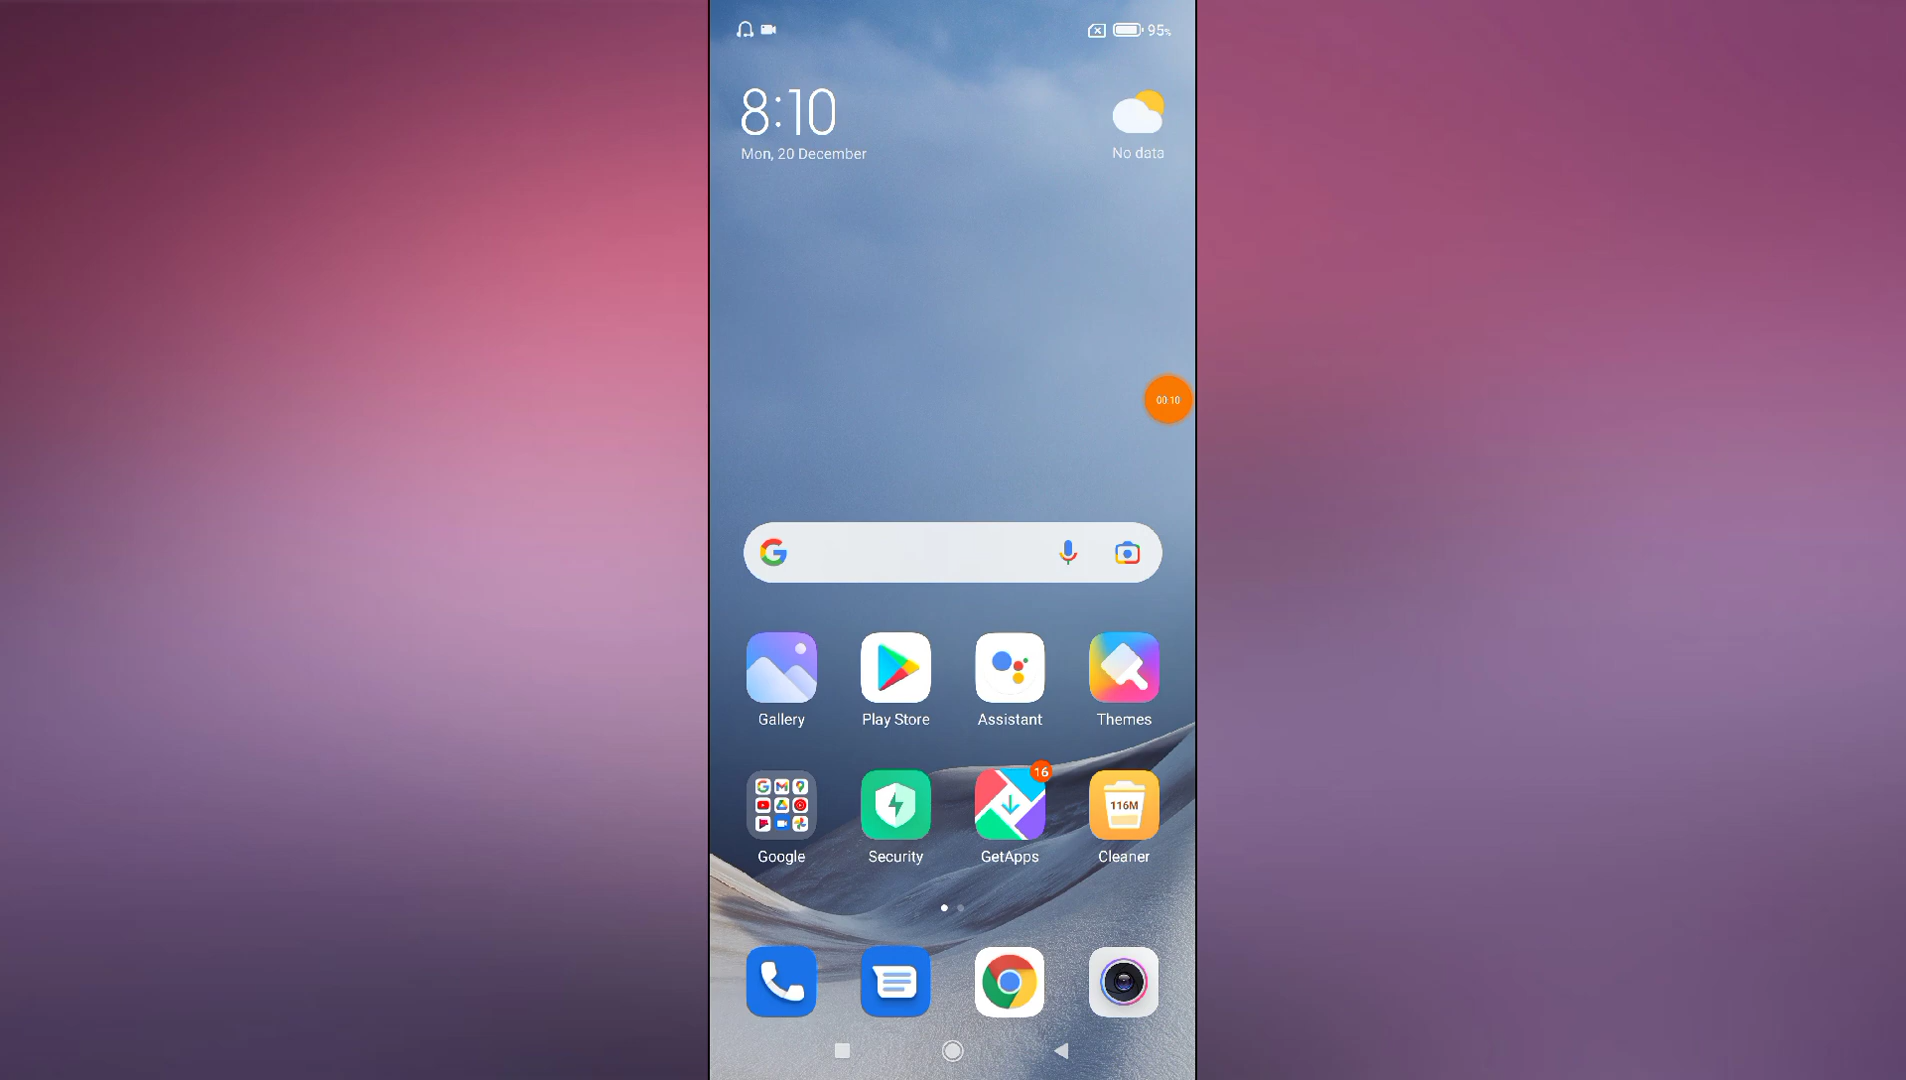 95%
8:10
Mon, 20 December
No data
00:10
Gallery
Play Store
Assistant
Themes
16
116M
Google
Security
GetApps
Cleaner